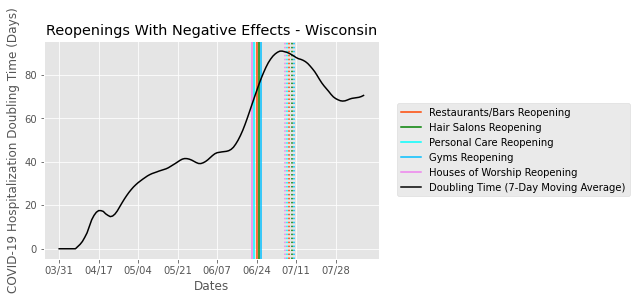 Reopenings With Negative Effects - Wisconsin
COVID-19 Hospitalization Doubling Time (Days)
80
60
40
20
0
03/31 04/17 05/04 05/21 06/07 06/24 07/11 07/28
Dates
Restaurants/Bars Reopening
Hair Salons Reopening
Personal Care Reopening
Gyms Reopening
Houses of Worship Reopening
Doubling Time (7-Day Moving Average)